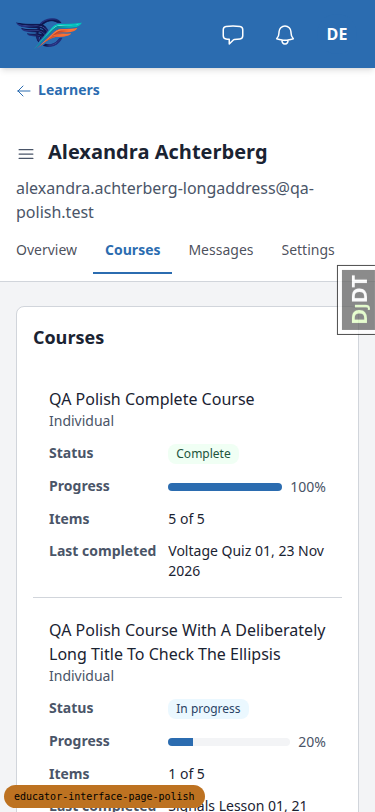 DE
Learners
Alexandra Achterberg
alexandra.achterberg-longaddress@qa-
polish.test
Overview Courses Messages Settings
DjDT
Courses
QA Polish Complete Course
Individual
Status Complete
Progress 100%
Items 5 of 5
Last completed Voltage Quiz 01, 23 Nov
2026
QA Polish Course With A Deliberately
Long Title To Check The Ellipsis
Individual
Status In progress
Progress 20%
Items 1 of 5
Last completed Signals Lesson 01, 21
educator-interface-page-polish